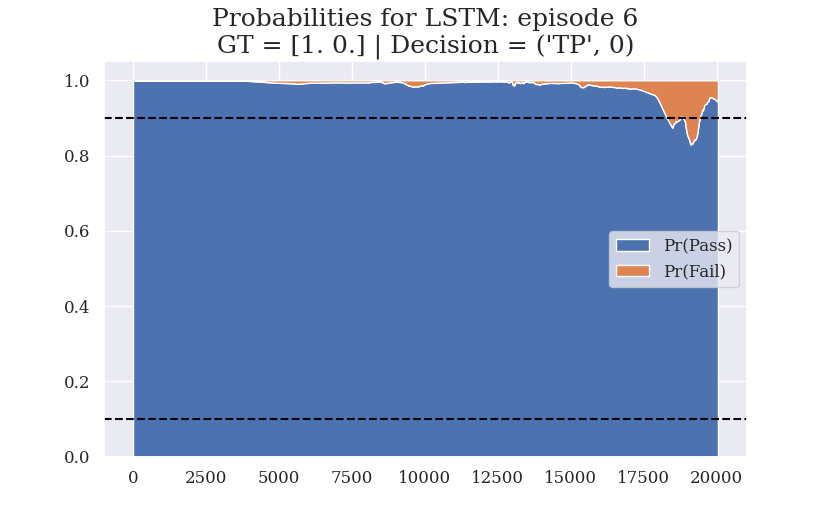 Probabilities for LSTM: episode 6
GT = [1. 0.] | Decision = ('TP', 0)
1.0
0.8
0.6
0.4
0.2
0.0
Pr(Pass)
Pr(Fail)
0 2500 5000 7500 10000 12500 15000 17500 20000